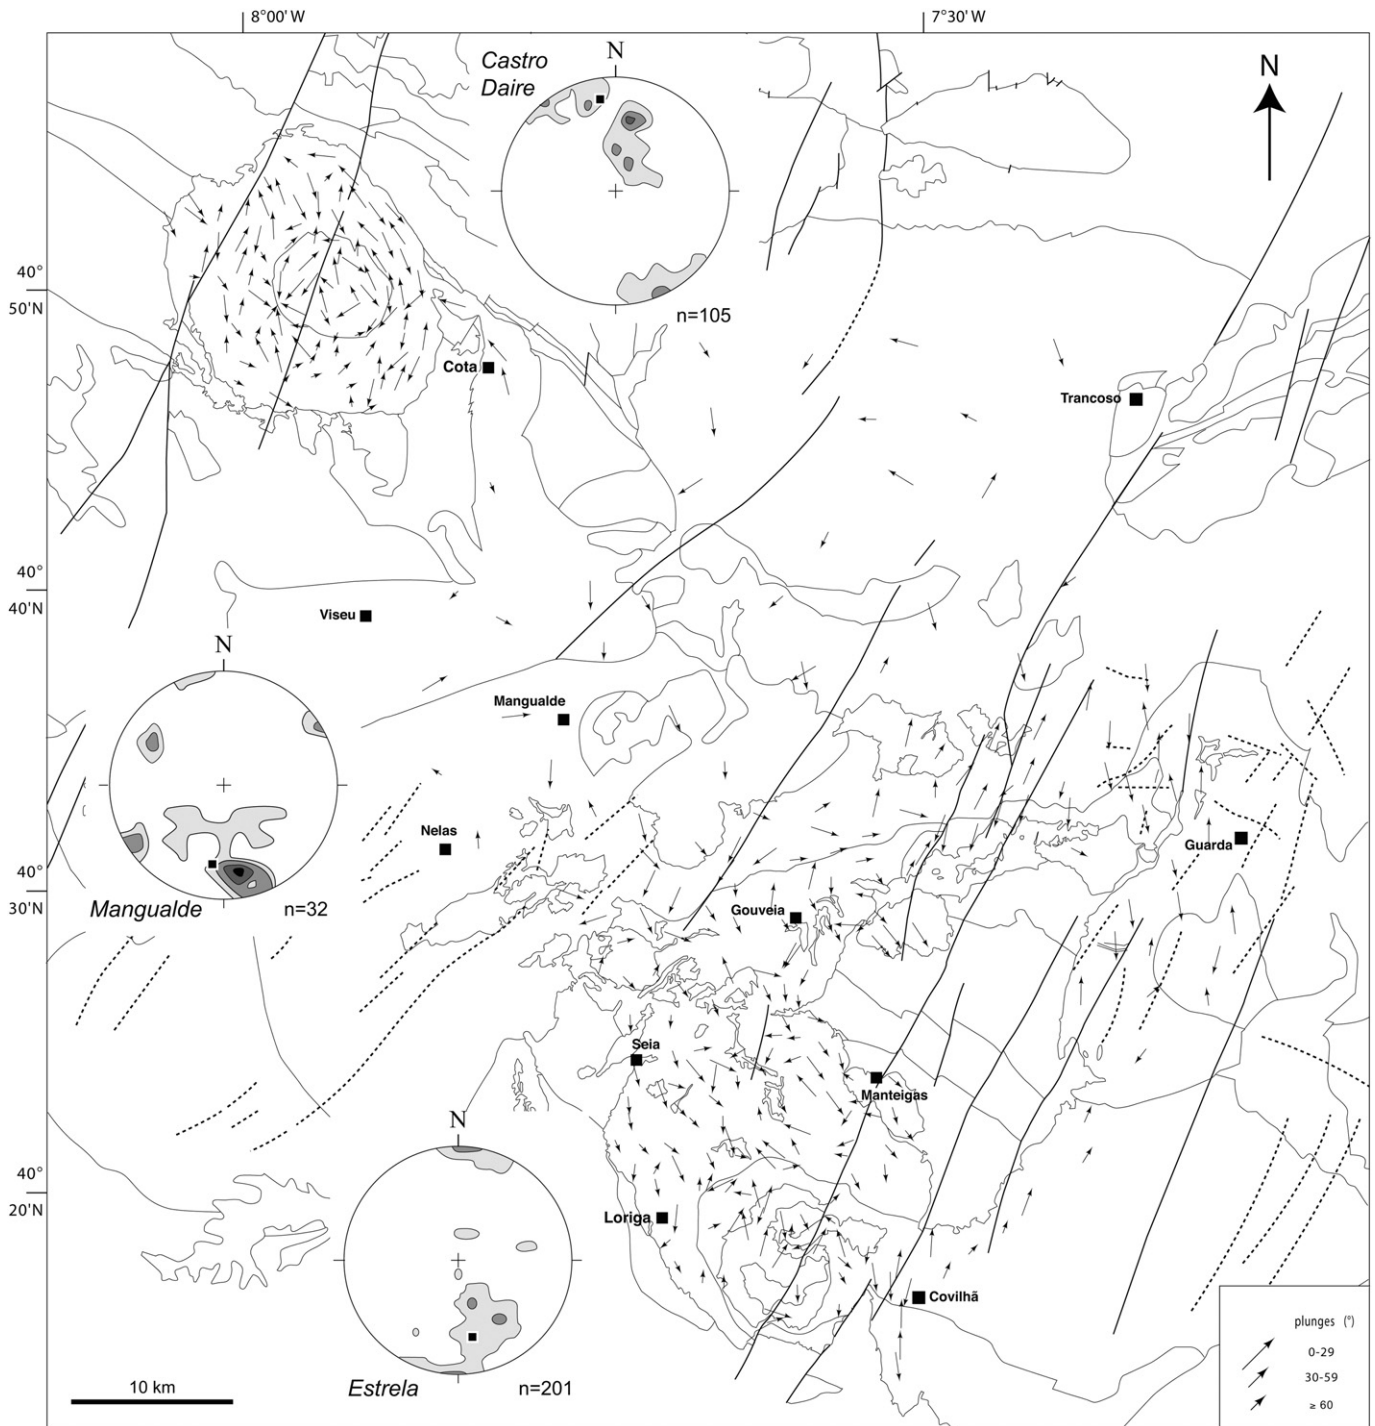 8°00' W
7°30' W
Castro
Daire
N
N
n=105
40°
50'N
Cota
Trancoso
40°
40'N
Viseu
N
Mangualde
Nelas
Guarda
40°
30'N
Gouveia
Mangualde
n=32
Seia
Manteigas
N
40°
20'N
Loriga
Covilhã
plunges (°)
0-29
30-59
≥ 60
10 km
Estrela
n=201